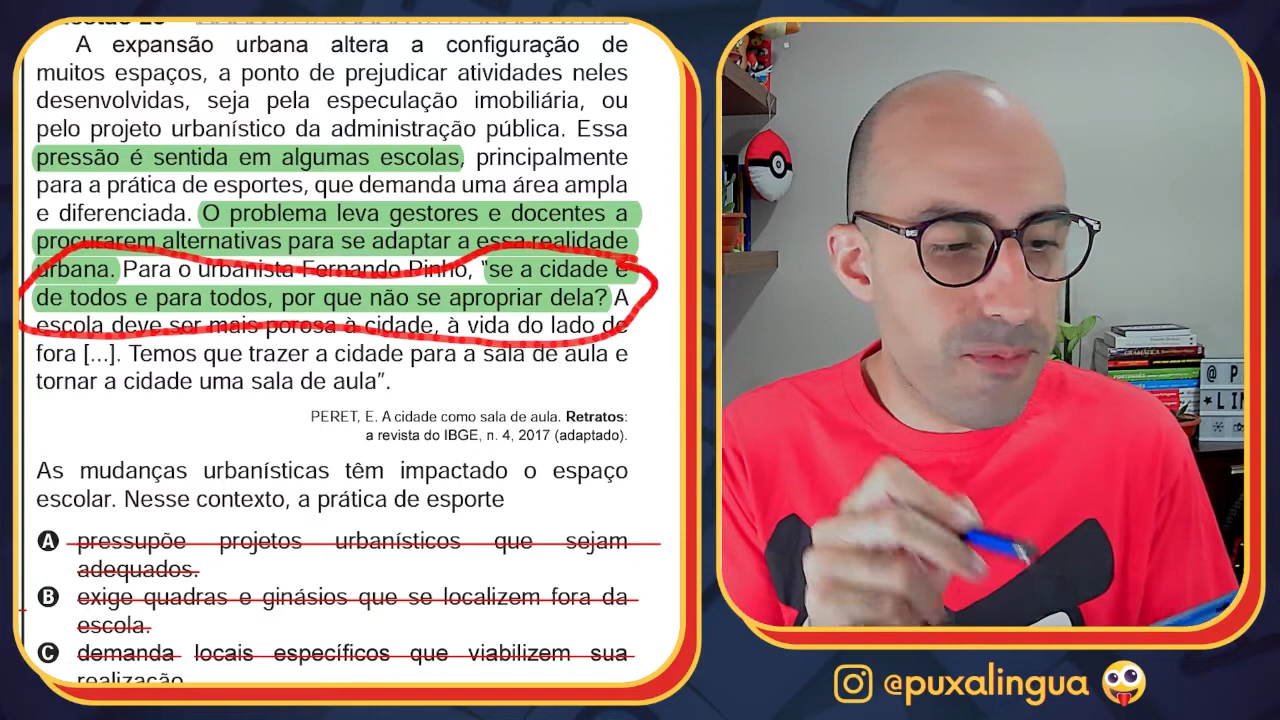 A expansão urbana altera a configuração de
muitos espaços, a ponto de prejudicar atividades neles
desenvolvidas, seja pela especulação imobiliária, ou
pelo projeto urbanístico da administração pública. Essa
pressão é sentida em algumas escolas, principalmente
para a prática de esportes, que demanda uma área ampla
e diferenciada. O problema leva gestores e docentes a
procurarem alternativas para se adaptar a essa realidade
urbana. Para o urbanista Fernando Pinho, "se a cidade é
de todos e para todos, por que não se apropriar dela? A
escola deve ser mais porosa à cidade, à vida do lado de
fora [...]. Temos que trazer a cidade para a sala de aula e
tornar a cidade uma sala de aula".
PERET, E. A cidade como sala de aula. Retratos:
a revista do IBGE, n. 4, 2017 (adaptado).
As mudanças urbanísticas têm impactado o espaço
escolar. Nesse contexto, a prática de esporte
A pressupõe projetos urbanísticos que sejam
adequados.
B exige quadras e ginásios que se localizem fora da
escola.
C demanda locais específicos que viabilizem sua
realização
@ P
LIN
@puxalingua